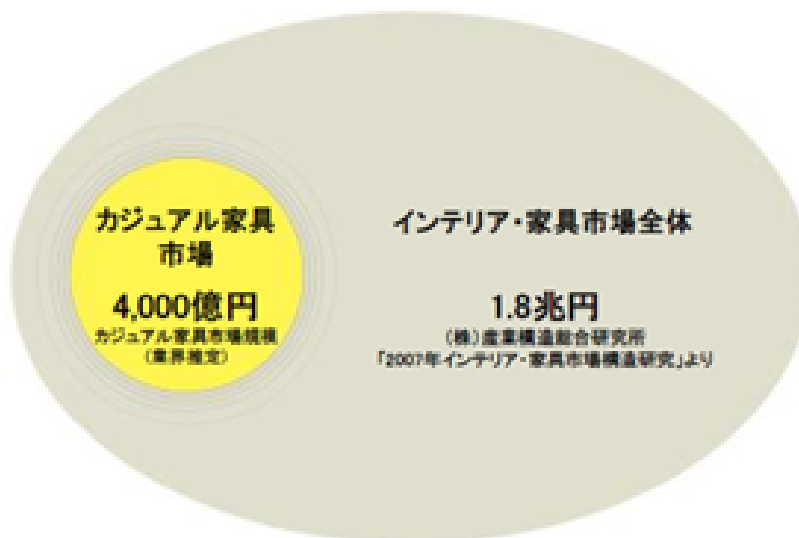 カジュアル家具
市場
4,000億円
カジュアル家具市場規模
(業界推定)
インテリア・家具市場全体
1.8兆円
(株)産業構造総合研究所
「2007年インテリア・家具市場構造研究」より